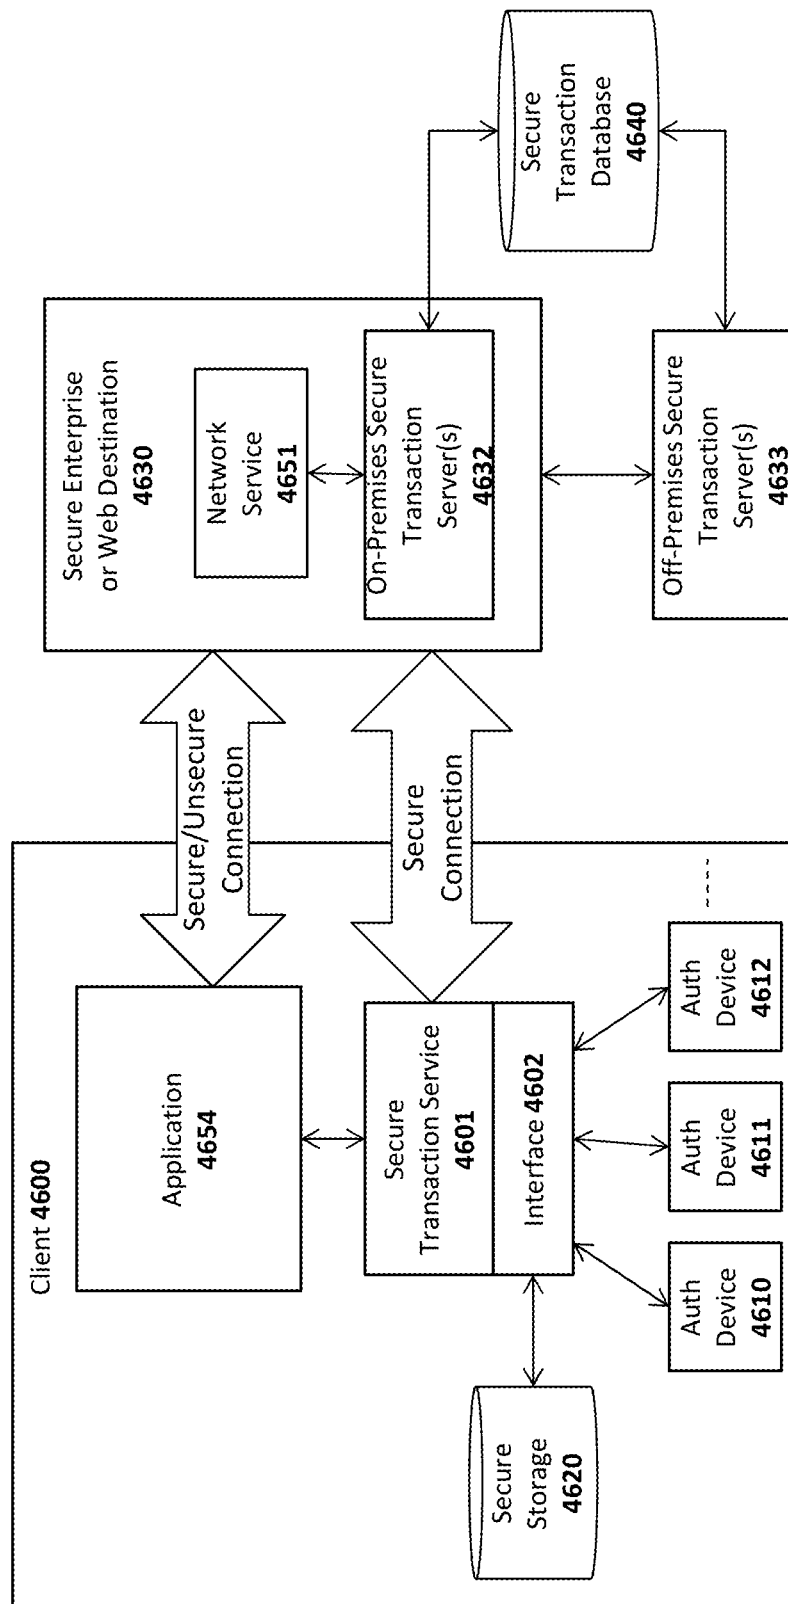 Client 4600
Application
4654
Secure
Transaction Service
4601
Interface 4602
Secure
Storage
4620
Auth
Device
4610
Auth
Device
4611
Auth
Device
4612
Secure/Unsecure
Connection
Secure
Connection
Secure Enterprise
or Web Destination
4630
Network
Service
4651
On-Premises Secure
Transaction
Server(s)
4632
Off-Premises Secure
Transaction
Server(s)
4633
Secure
Transaction
Database
4640